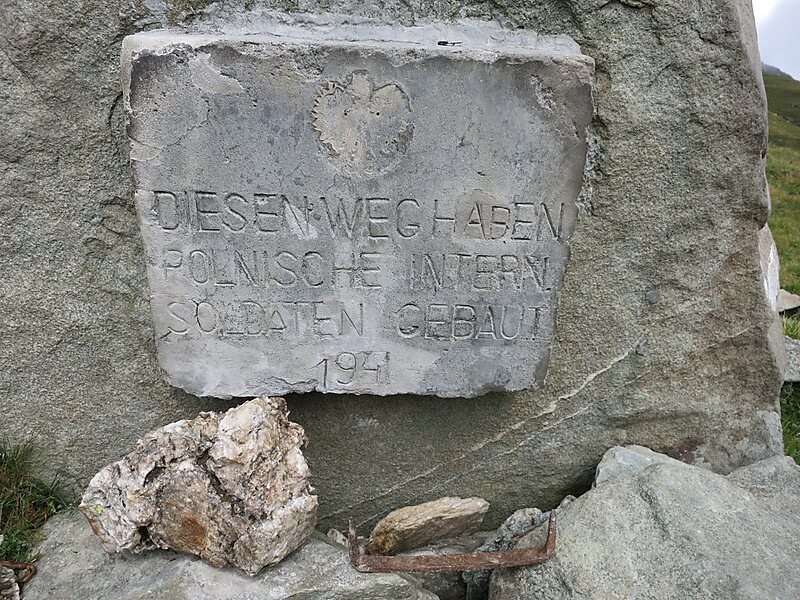 DIESEN WEG HABEN
POLNISCHE INTERN.
SOLDATEN GEBAUT
1941